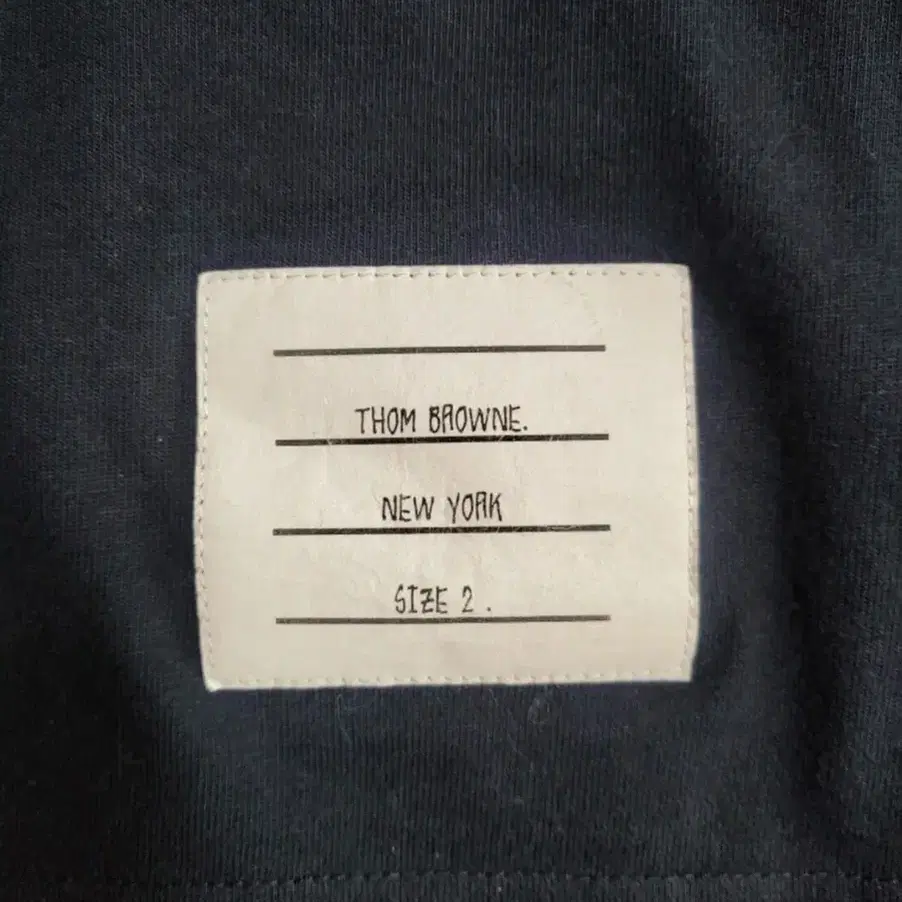 THOM BROWNE.
NEW YORK
SIZE 2 .